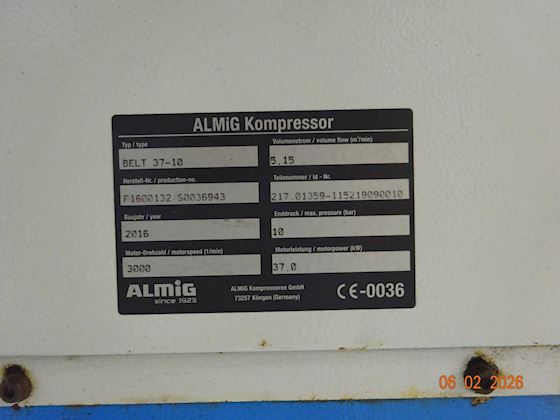 ALMiG Kompressor
Typ / type
Volumenstrom / volume flow (m³/min)
BELT 37-10
5,15
Herstell-Nr. / production-no.
Teilenummer / Id - Nr.
F1600132/S0036943
217.01359-115219090010
Baujahr / year
Enddruck / max. pressure (bar)
2016
10
Motor-Drehzahl / motorspeed (1/min)
Motorleistung / motorpower (kW)
3000
37,0
ALMiG
since 1923
ALMiG Kompressoren GmbH
73257 Köngen (Germany)
CE-0036
06 02 2026